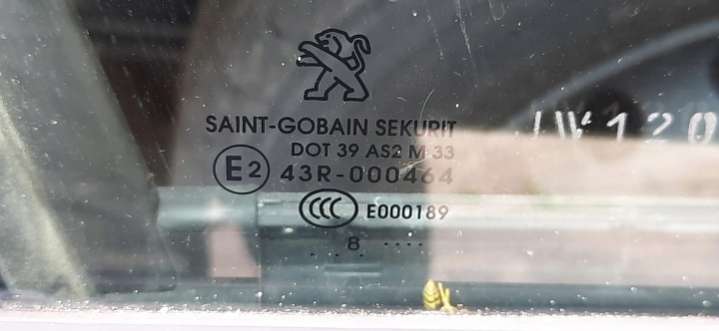 SAINT-GOBAIN SEKURIT
DOT 39 AS2 M 33
E2 43R-000464
CCC E000189
.. 8 ....
... .